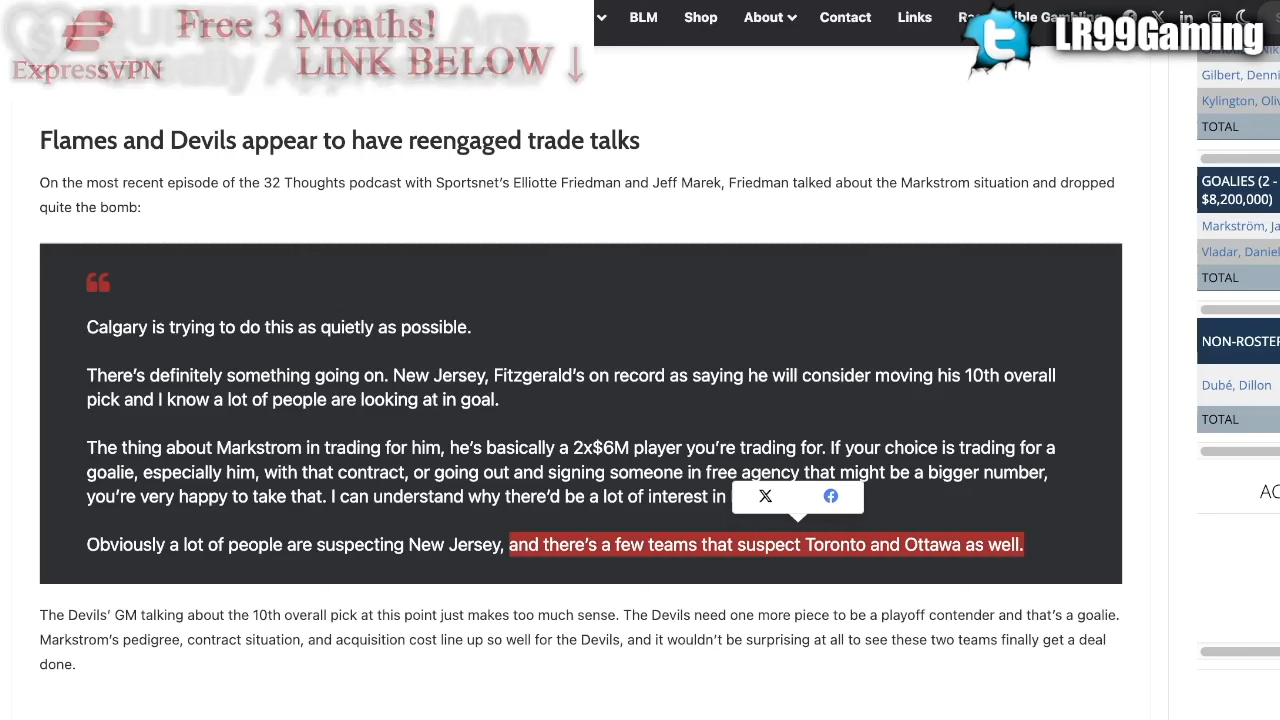 Free 3 Months!
LINK BELOW ↓
ExpressVPN
BLM Shop About Contact Links
LR99Gaming
Gilbert, Denni
Kylington, Oliv
TOTAL
Flames and Devils appear to have reengaged trade talks
On the most recent episode of the 32 Thoughts podcast with Sportsnet's Elliotte Friedman and Jeff Marek, Friedman talked about the Markstrom situation and dropped
quite the bomb:
GOALIES (2 -
$8,200,000)
Markström, Ja
Vladar, Daniel
TOTAL
Calgary is trying to do this as quietly as possible.
There's definitely something going on. New Jersey, Fitzgerald's on record as saying he will consider moving his 10th overall
pick and I know a lot of people are looking at in goal.
The thing about Markstrom in trading for him, he's basically a 2x$6M player you're trading for. If your choice is trading for a
goalie, especially him, with that contract, or going out and signing someone in free agency that might be a bigger number,
you're very happy to take that. I can understand why there'd be a lot of interest in
Obviously a lot of people are suspecting New Jersey, and there's a few teams that suspect Toronto and Ottawa as well.
NON-ROSTER
Dubé, Dillon
TOTAL
AC
The Devils' GM talking about the 10th overall pick at this point just makes too much sense. The Devils need one more piece to be a playoff contender and that's a goalie.
Markstrom's pedigree, contract situation, and acquisition cost line up so well for the Devils, and it wouldn't be surprising at all to see these two teams finally get a deal
done.